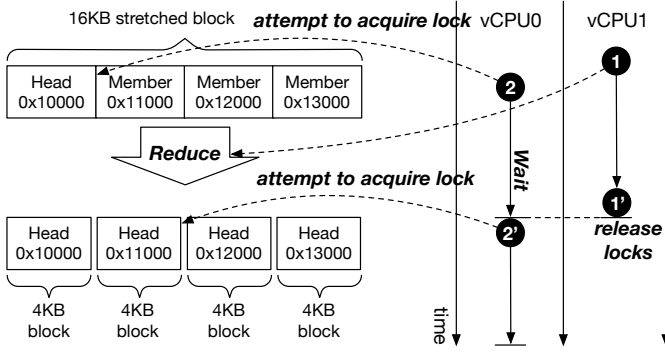 16KB stretched block
attempt to acquire lock
vCPU0
vCPU1
Head
0x10000
Member
0x11000
Member
0x12000
Member
0x13000
1
2
Reduce
Wait
attempt to acquire lock
1'
2'
release
locks
Head
0x10000
Head
0x11000
Head
0x12000
Head
0x13000
4KB
block
4KB
block
4KB
block
4KB
block
time